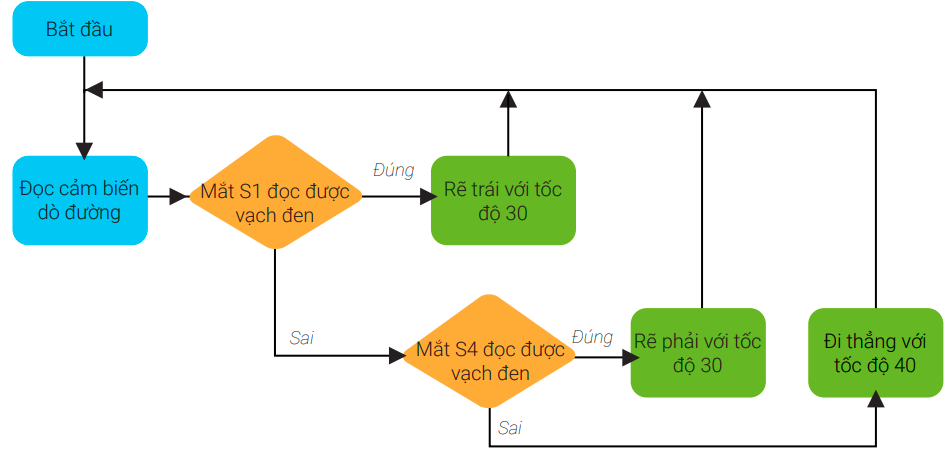 Bắt đầu
Đọc cảm biến
dò đường
Mắt S1 đọc được
vạch đen
Đúng
Rẽ trái với tốc
độ 30
Sai
Mắt S4 đọc được
vạch đen
Đúng
Rẽ phải với tốc
độ 30
Đi thẳng với
tốc độ 40
Sai